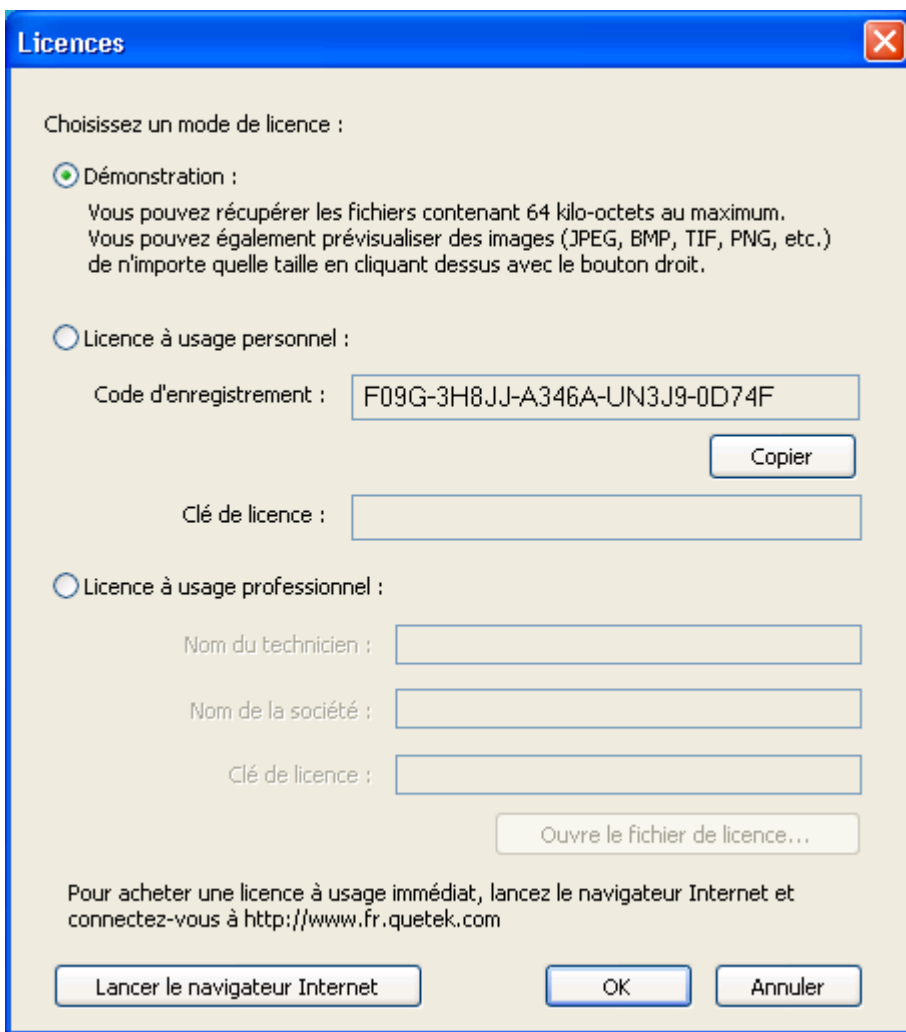 Licences
Choisissez un mode de licence :
Démonstration :
Vous pouvez récupérer les fichiers contenant 64 kilo-octets au maximum.
Vous pouvez également prévisualiser des images (JPEG, BMP, TIF, PNG, etc.)
de n'importe quelle taille en cliquant dessus avec le bouton droit.
Licence à usage personnel :
Code d'enregistrement : F09G-3H8JJ-A346A-UN3J9-0D74F
Copier
Clé de licence :
Licence à usage professionnel :
Nom du technicien :
Nom de la société :
Clé de licence :
Ouvre le fichier de licence...
Pour acheter une licence à usage immédiat, lancez le navigateur Internet et
connectez-vous à http://www.fr.quetek.com
Lancer le navigateur Internet OK Annuler